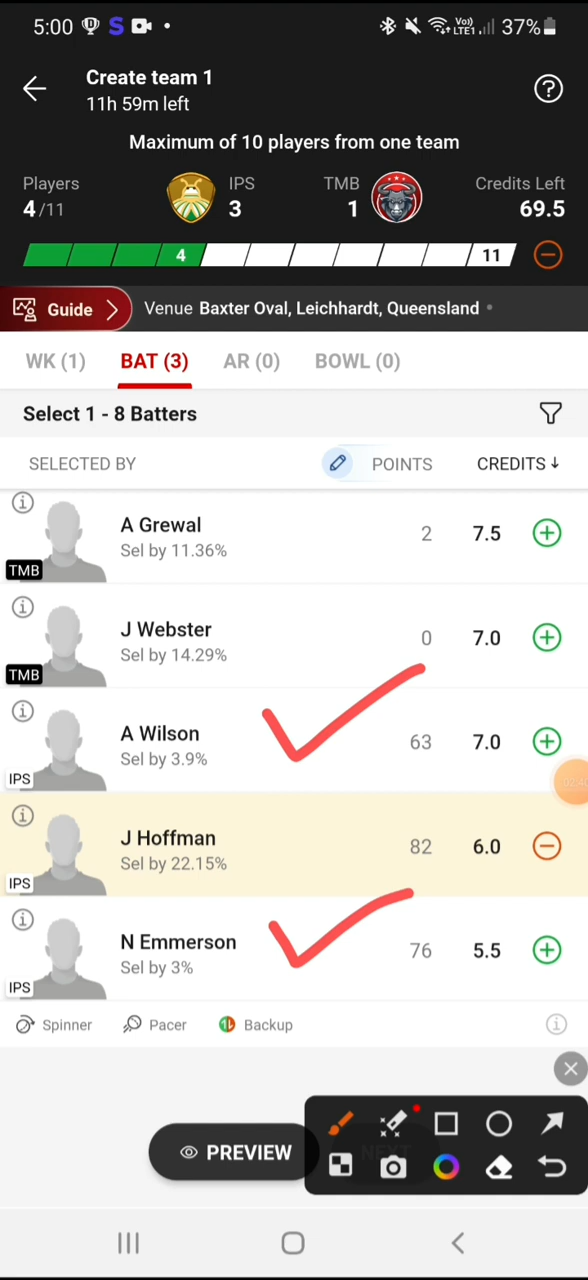 5:00 S Vo)) LTE1 37%
Create team 1
11h 59m left
Maximum of 10 players from one team
Players IPS TMB Credits Left
4/11 3 1 69.5
4 11
Guide Venue Baxter Oval, Leichhardt, Queensland
WK (1) BAT (3) AR (0) BOWL (0)
Select 1 - 8 Batters
SELECTED BY POINTS CREDITS ↓
A Grewal 2 7.5
Sel by 11.36%
TMB
J Webster 0 7.0
Sel by 14.29%
TMB
A Wilson 63 7.0
Sel by 3.9%
IPS
J Hoffman 82 6.0
Sel by 22.15%
IPS
N Emmerson 76 5.5
Sel by 3%
IPS
Spinner Pacer Backup
PREVIEW NEXT